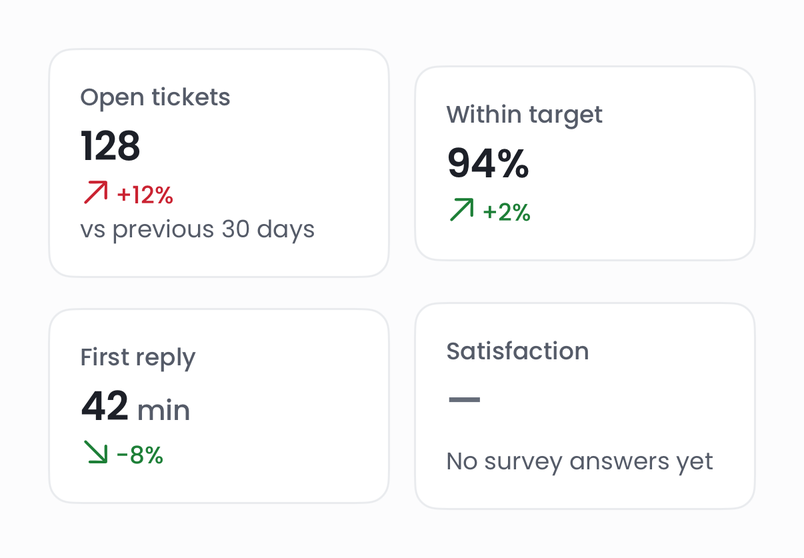 Open tickets
128
+12%
vs previous 30 days
Within target
94%
+2%
First reply
42 min
-8%
Satisfaction
—
No survey answers yet